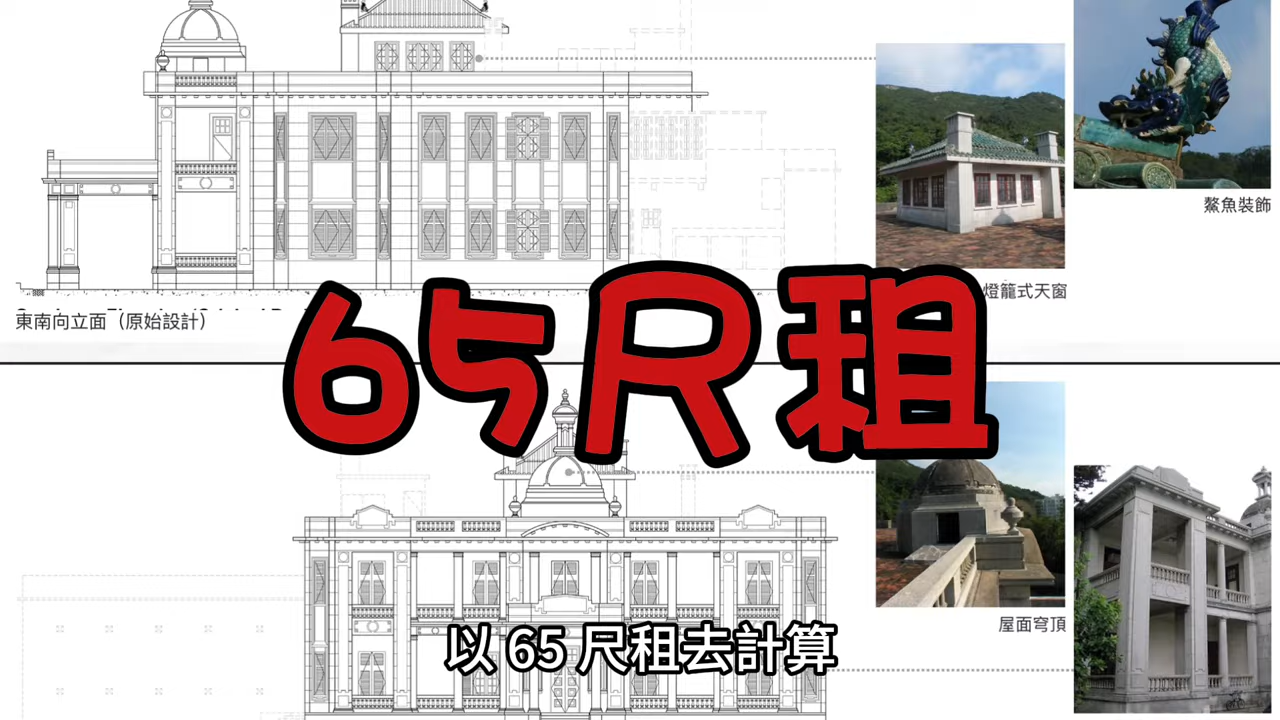 鰲魚裝飾
燈籠式天窗
東南向立面（原始設計）
65尺租
屋面穹頂
以 65 尺租去計算